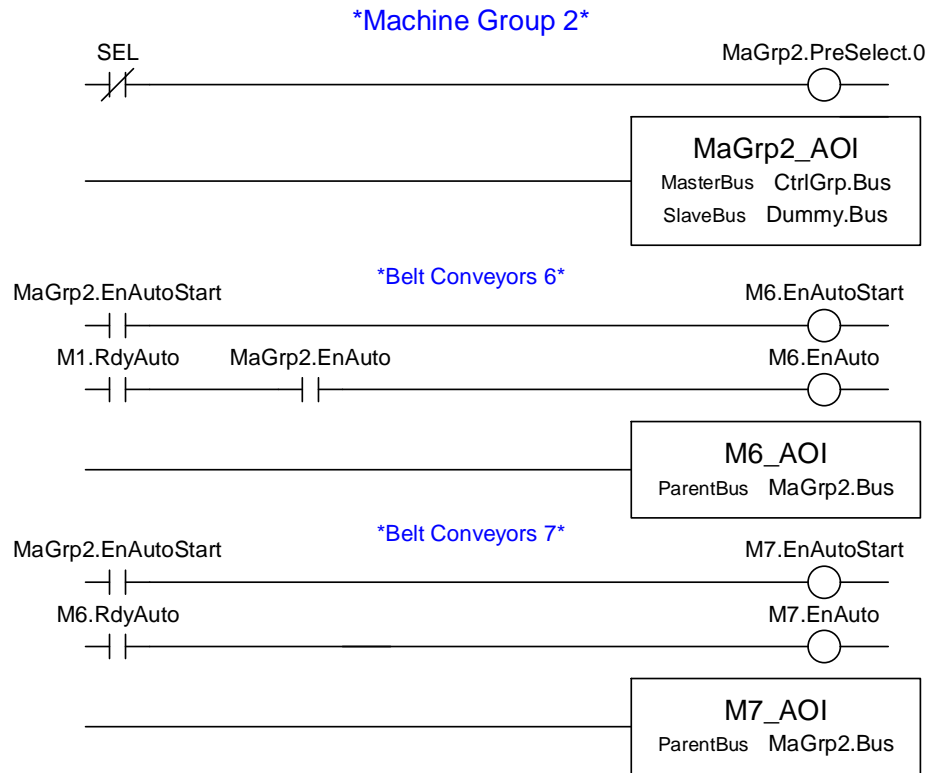 *Machine Group 2*
SEL MaGrp2.PreSelect.0
MaGrp2_AOI
MasterBus CtrlGrp.Bus
SlaveBus Dummy.Bus
*Belt Conveyors 6*
MaGrp2.EnAutoStart M6.EnAutoStart
M1.RdyAuto MaGrp2.EnAuto M6.EnAuto
M6_AOI
ParentBus MaGrp2.Bus
*Belt Conveyors 7*
MaGrp2.EnAutoStart M7.EnAutoStart
M6.RdyAuto M7.EnAuto
M7_AOI
ParentBus MaGrp2.Bus